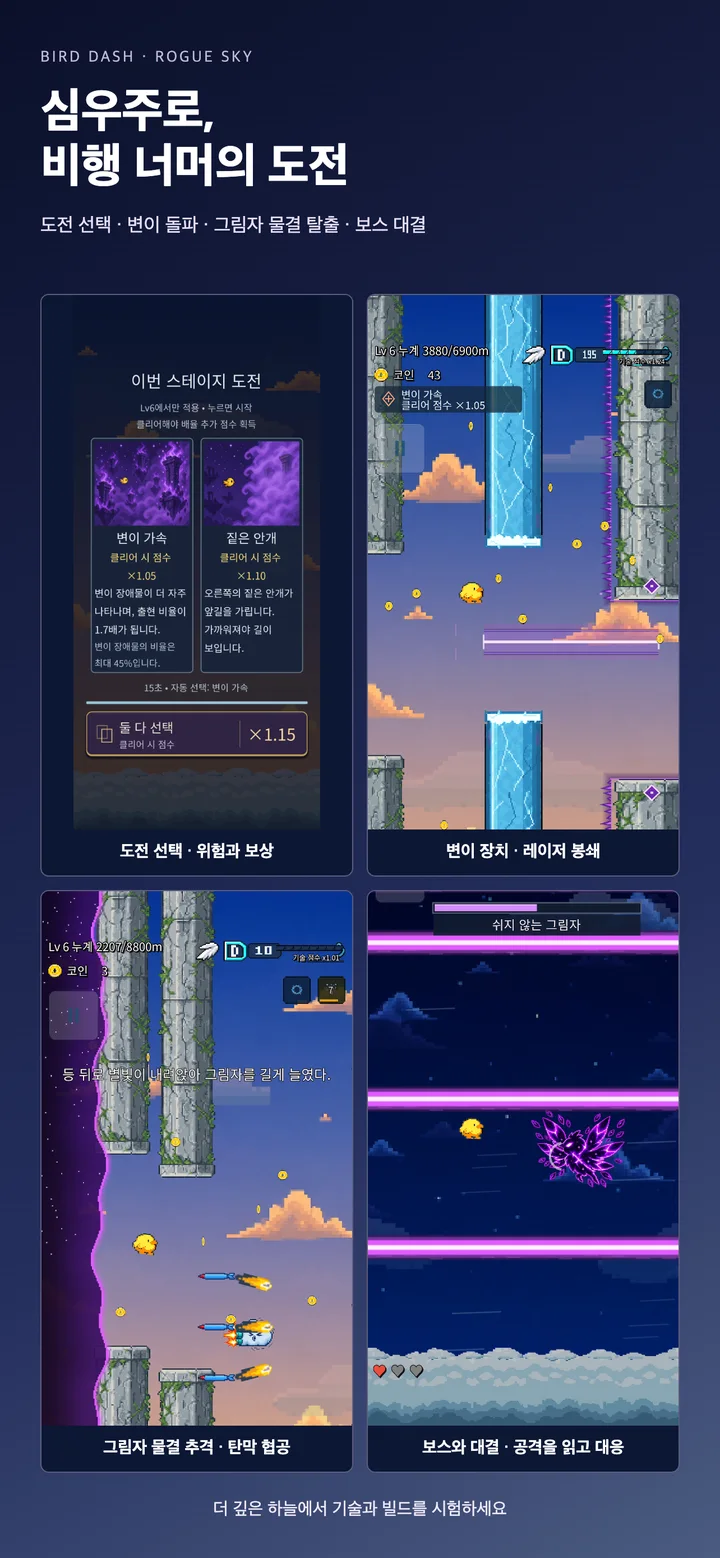 BIRD DASH · ROGUE SKY
심우주로,
비행 너머의 도전
도전 선택 · 변이 돌파 · 그림자 물결 탈출 · 보스 대결
이번 스테이지 도전
Lv6에서만 적용 • 누르면 시작
클리어해야 배율 추가 점수 획득
변이 가속
클리어 시 점수
×1.05
변이 장애물이 더 자주
나타나며, 출현 비율이
1.7배가 됩니다.
변이 장애물의 비율은
최대 45%입니다.
짙은 안개
클리어 시 점수
×1.10
오른쪽의 짙은 안개가
앞길을 가립니다.
가까워져야 길이
보입니다.
15초 • 자동 선택: 변이 가속
둘 다 선택
클리어 시 점수
×1.15
도전 선택 · 위험과 보상
Lv 6 누계 3880/6900m
D 195
코인 43
변이 가속
클리어 점수 ×1.05
변이 장치 · 레이저 봉쇄
Lv 6 누계 2207/8800m
D 10
기술 점수 x1.01
코인 3
7
등 뒤로 별빛이 내려앉아 그림자를 길게 늘였다.
그림자 물결 추격 · 탄막 협공
쉬지 않는 그림자
보스와 대결 · 공격을 읽고 대응
더 깊은 하늘에서 기술과 빌드를 시험하세요